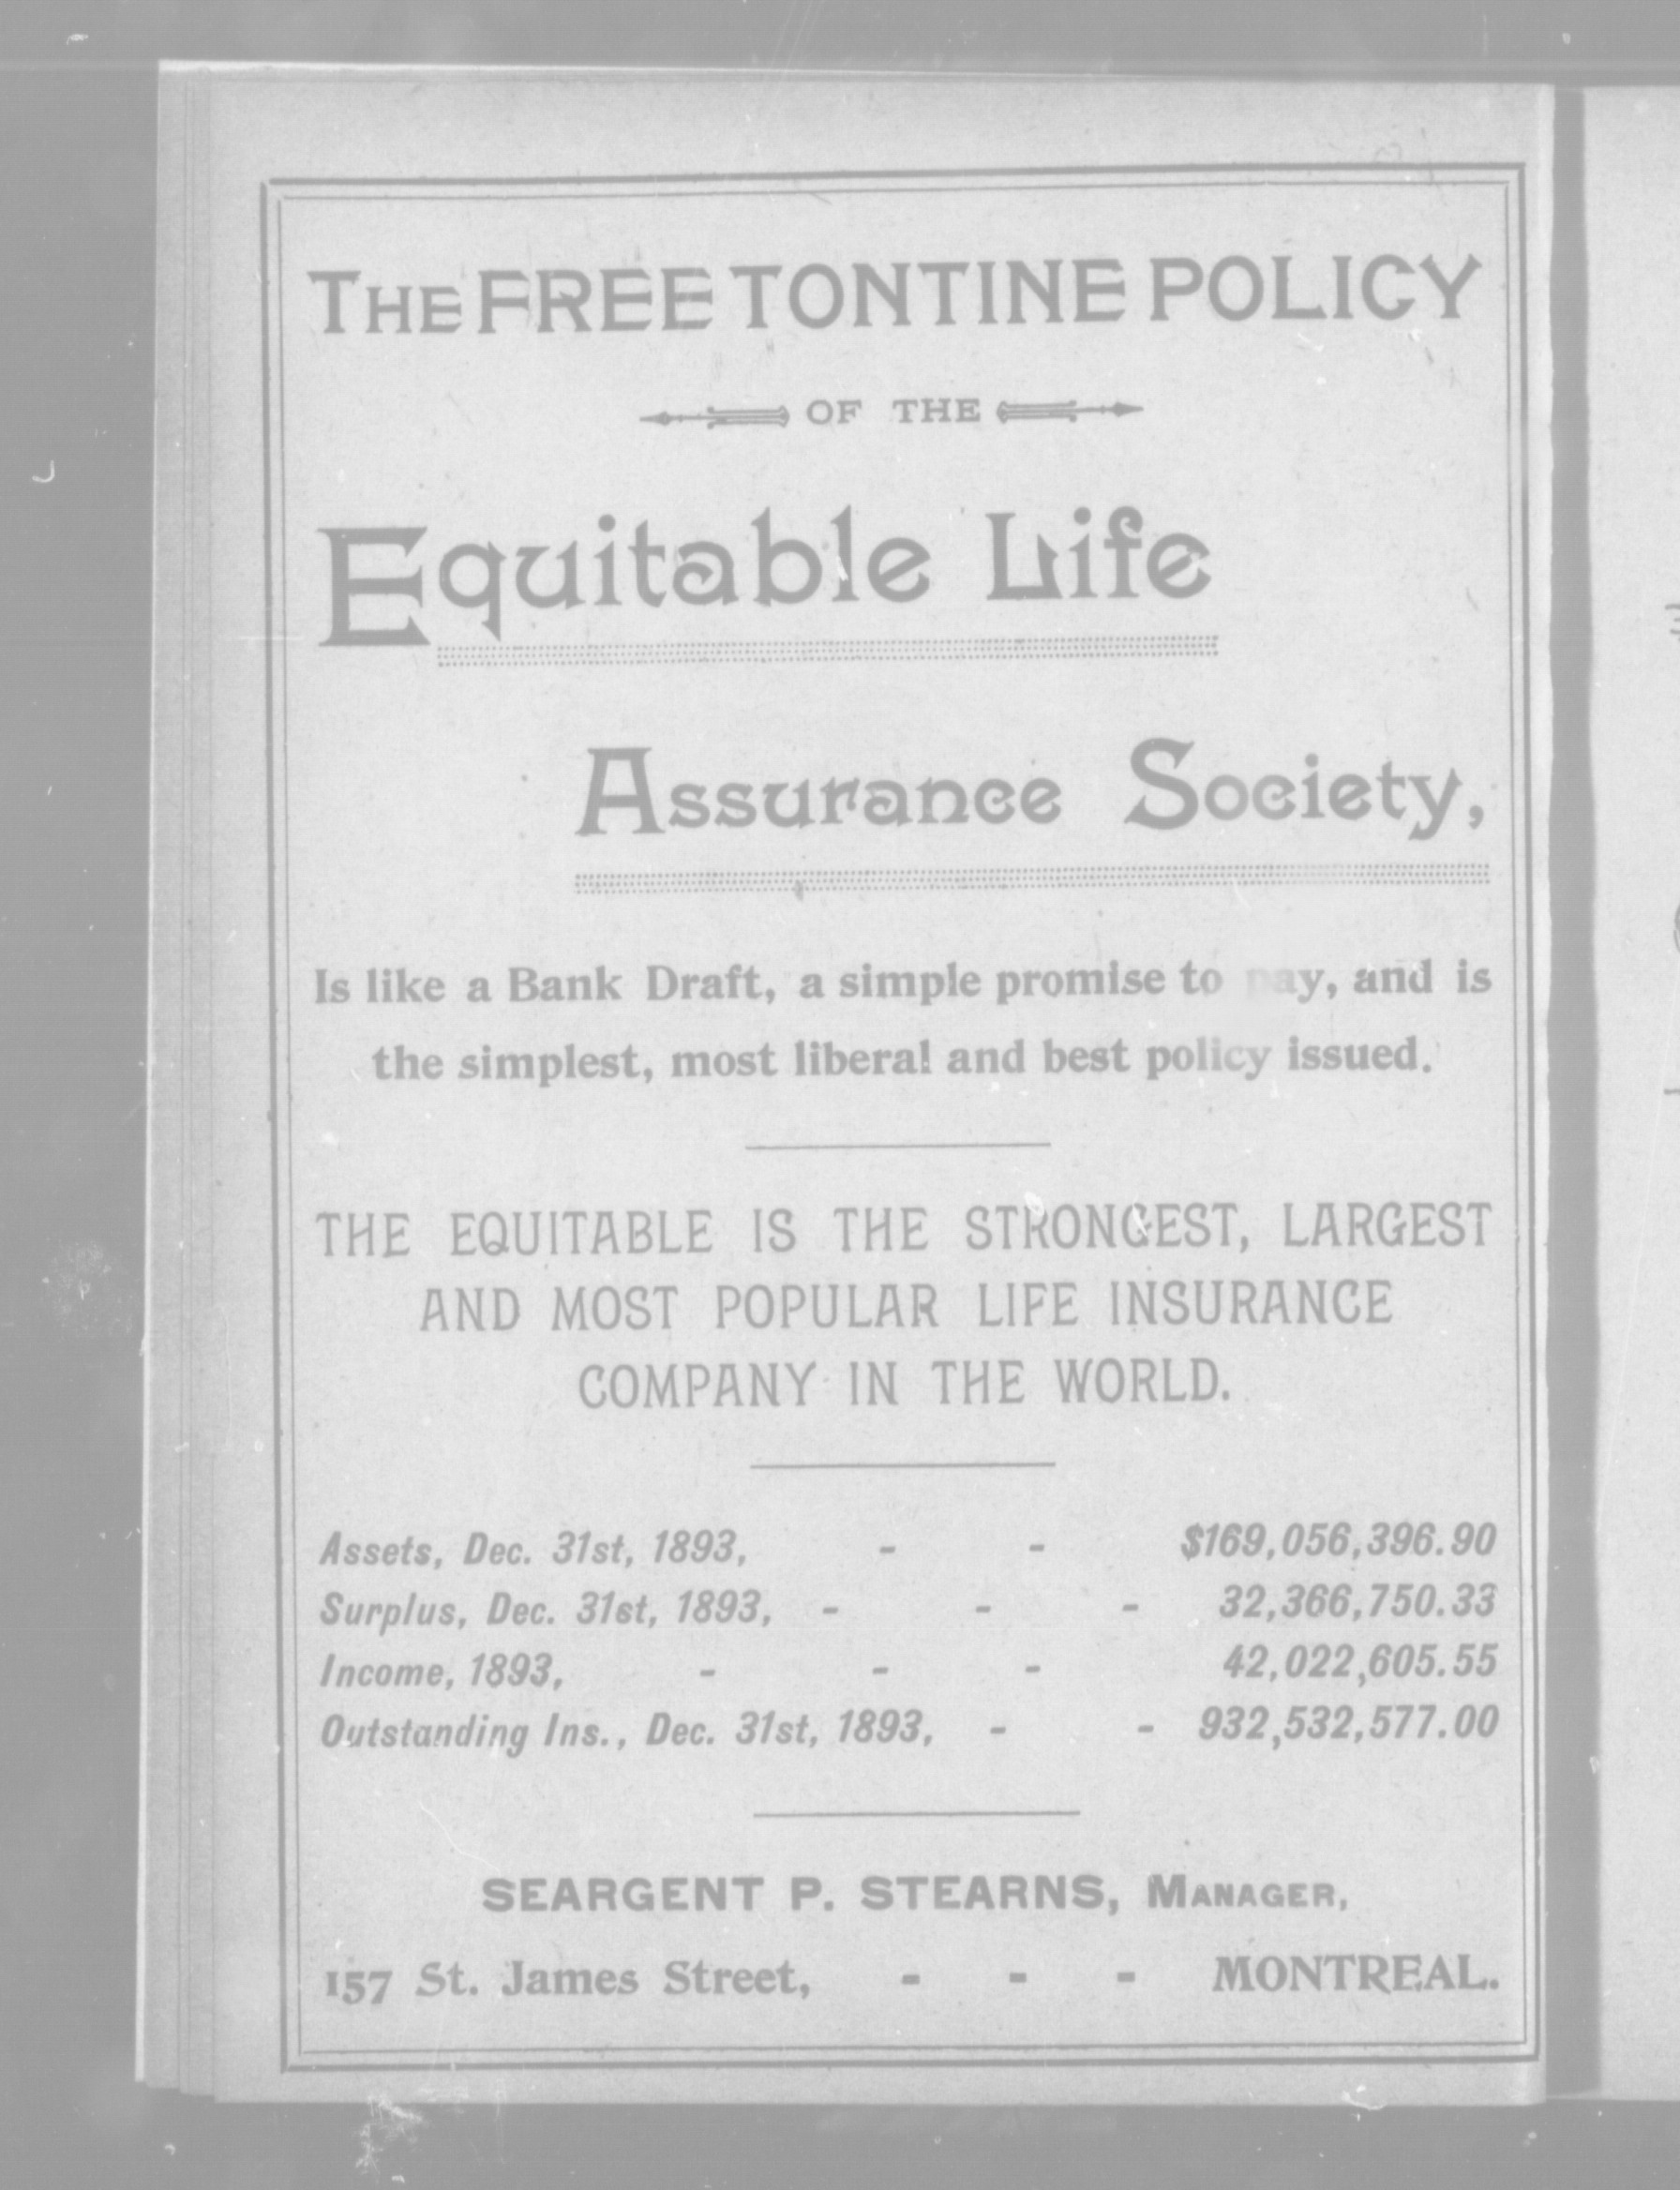 THE FREE TONTINE POLICY
OF THE
Equitable Life
Assurance Society,
Is like a Bank Draft, a simple promise to pay, and is
the simplest, most liberal and best policy issued.
THE EQUITABLE IS THE STRONGEST, LARGEST
AND MOST POPULAR LIFE INSURANCE
COMPANY IN THE WORLD.
Assets, Dec. 31st, 1893, - - $169,056,396.90
Surplus, Dec. 31st, 1893, - - - 32,366,750.33
Income, 1893, - - - 42,022,605.55
Outstanding Ins., Dec. 31st, 1893, - - 932,532,577.00
SEARGENT P. STEARNS, MANAGER,
157 St. James Street, - - - MONTREAL.